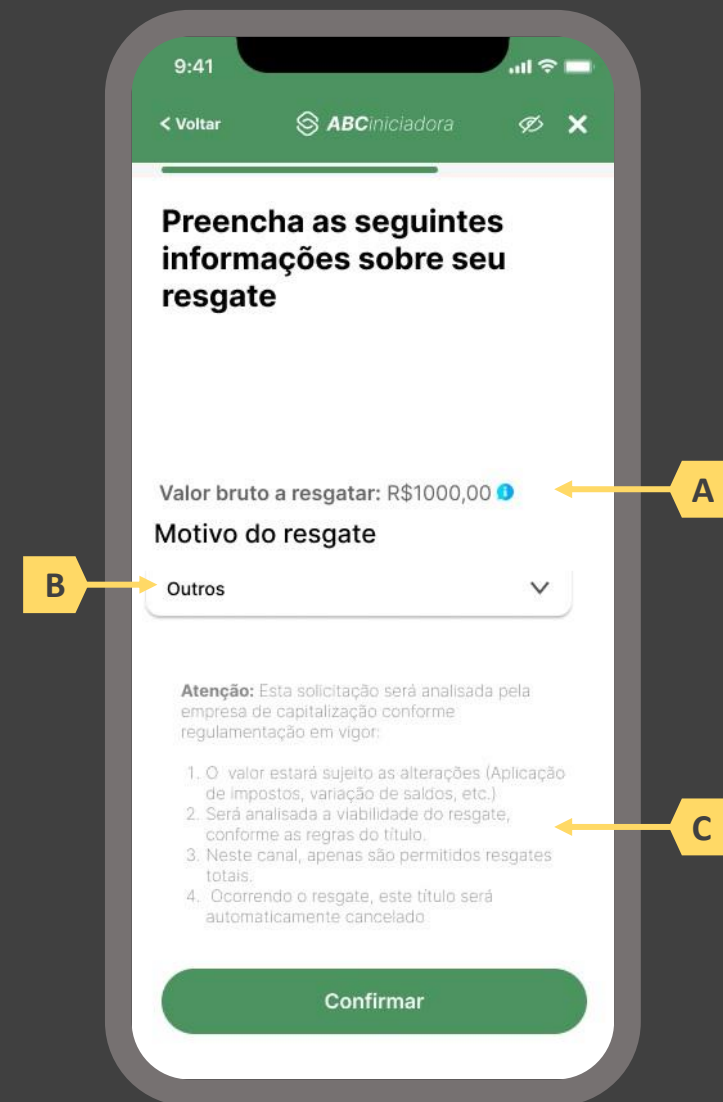 9:41
< Voltar ABCiniciadora
Preencha as seguintes
informações sobre seu
resgate
Valor bruto a resgatar: R$1000,00 i
A
Motivo do resgate
B
Outros
Atenção: Esta solicitação será analisada pela
empresa de capitalização conforme
regulamentação em vigor:
1. O valor estará sujeito as alterações (Aplicação
de impostos, variação de saldos, etc.)
2. Será analisada a viabilidade do resgate,
conforme as regras do título.
C
3. Neste canal, apenas são permitidos resgates
totais.
4. Ocorrendo o resgate, este título será
automaticamente cancelado
Confirmar